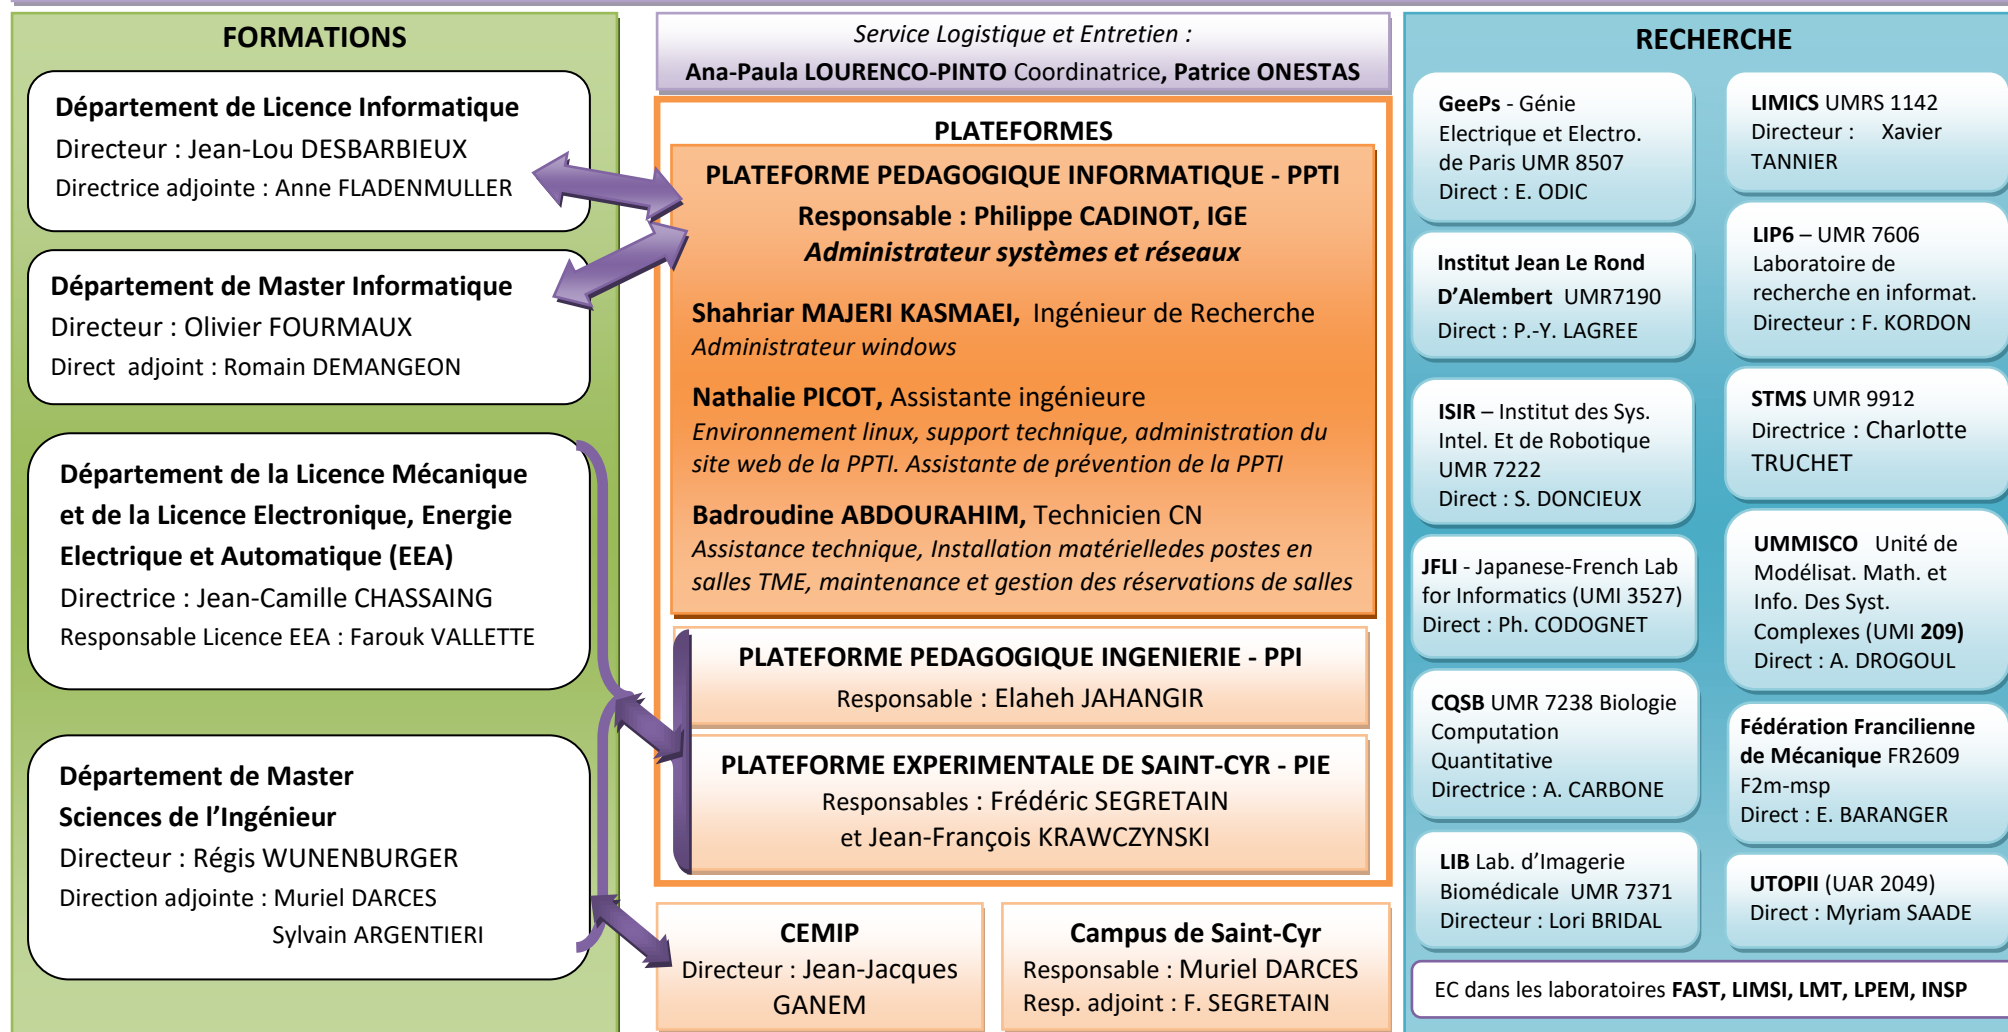 FORMATIONS
Département de Licence Informatique
Directeur : Jean-Lou DESBARBIEUX
Directrice adjointe : Anne FLADENMULLER
Département de Master Informatique
Directeur : Olivier FOURMAUX
Direct adjoint : Romain DEMANGEON
Département de la Licence Mécanique
et de la Licence Electronique, Energie
Electrique et Automatique (EEA)
Directrice : Jean-Camille CHASSAING
Responsable Licence EEA : Farouk VALLETTE
Département de Master
Sciences de l’Ingénieur
Directeur : Régis WUNENBURGER
Direction adjointe : Muriel DARCES
Sylvain ARGENTIERI
Service Logistique et Entretien :
Ana-Paula LOURENCO-PINTO Coordinatrice, Patrice ONESTAS
PLATEFORMES
PLATEFORME PEDAGOGIQUE INFORMATIQUE - PPTI
Responsable : Philippe CADINOT, IGE
Administrateur systèmes et réseaux
Shahriar MAJERI KASMAEI, Ingénieur de Recherche
Administrateur windows
Nathalie PICOT, Assistante ingénieure
Environnement linux, support technique, administration du
site web de la PPTI. Assistante de prévention de la PPTI
Badroudine ABDOURAHIM, Technicien CN
Assistance technique, Installation matérielledes postes en
salles TME, maintenance et gestion des réservations de salles
PLATEFORME PEDAGOGIQUE INGENIERIE - PPI
Responsable : Elaheh JAHANGIR
PLATEFORME EXPERIMENTALE DE SAINT-CYR - PIE
Responsables : Frédéric SEGRETAIN
et Jean-François KRAWCZYNSKI
CEMIP
Directeur : Jean-Jacques
GANEM
Campus de Saint-Cyr
Responsable : Muriel DARCES
Resp. adjoint : F. SEGRETAIN
RECHERCHE
GeePs - Génie
Electrique et Electro.
de Paris UMR 8507
Direct : E. ODIC
Institut Jean Le Rond
D’Alembert UMR7190
Direct : P.-Y. LAGREE
ISIR – Institut des Sys.
Intel. Et de Robotique
UMR 7222
Direct : S. DONCIEUX
JFLI - Japanese-French Lab
for Informatics (UMI 3527)
Direct : Ph. CODOGNET
CQSB UMR 7238 Biologie
Computation
Quantitative
Directrice : A. CARBONE
LIB Lab. d’Imagerie
Biomédicale UMR 7371
Directeur : Lori BRIDAL
LIMICS UMRS 1142
Directeur : Xavier
TANNIER
LIP6 – UMR 7606
Laboratoire de
recherche en informat.
Directeur : F. KORDON
STMS UMR 9912
Directrice : Charlotte
TRUCHET
UMMISCO Unité de
Modélisat. Math. et
Info. Des Syst.
Complexes (UMI 209)
Direct : A. DROGOUL
Fédération Francilienne
de Mécanique FR2609
F2m-msp
Direct : E. BARANGER
UTOPII (UAR 2049)
Direct : Myriam SAADE
EC dans les laboratoires FAST, LIMSI, LMT, LPEM, INSP